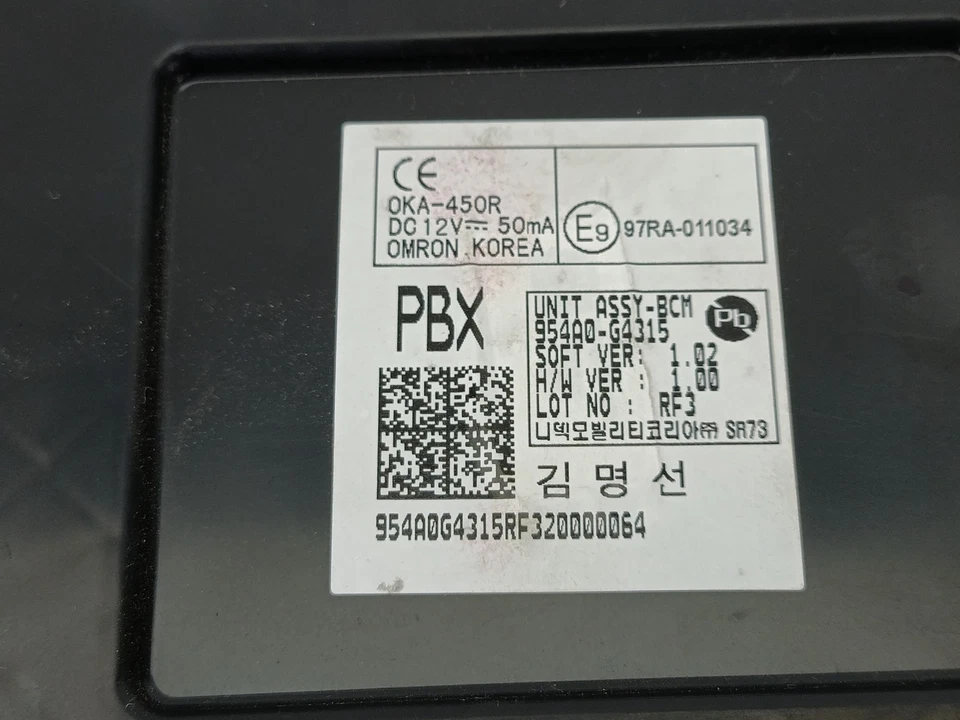 CE
OKA-450R
DC 12V⎓ 50mA
OMRON KOREA
E9 97RA-011034
PBX
UNIT ASSY-BCM
954A0-G4315
Pb
SOFT VER: 1.02
H/W VER : 1.00
LOT NO : RF3
니덱모빌리티코리아㈜ SR73
김명선
954A0G4315RF320000064